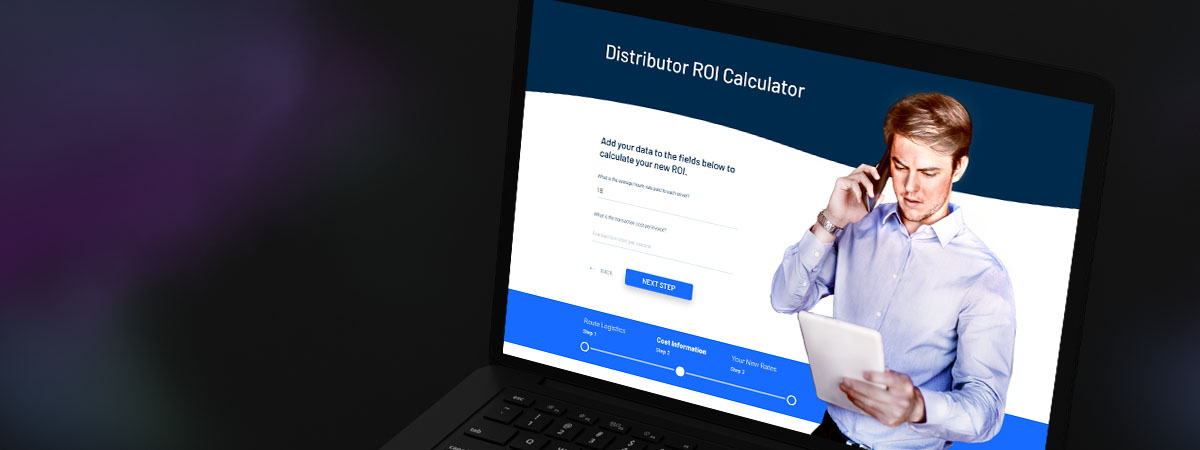 Distributor ROI Calculator
Add your data to the fields below to
calculate your new ROI.
What is the average hourly rate paid to each driver?
18
What is the transaction cost per invoice?
← BACK
NEXT STEP
Route Logistics
Step 1
Cost Information
Step 2
Your New Rates
Step 3
esc
tab